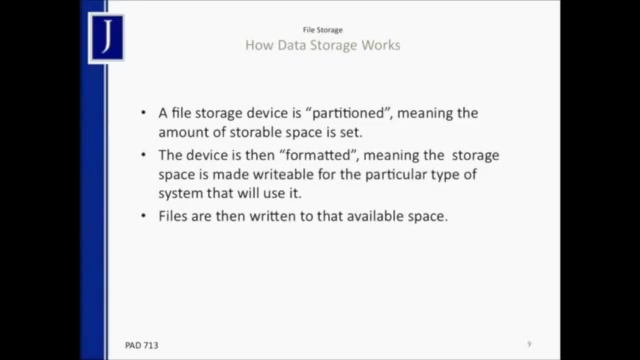 J
File Storage
How Data Storage Works
• A file storage device is “partitioned”, meaning the
amount of storable space is set.
• The device is then “formatted”, meaning the storage
space is made writeable for the particular type of
system that will use it.
• Files are then written to that available space.
PAD 713
9